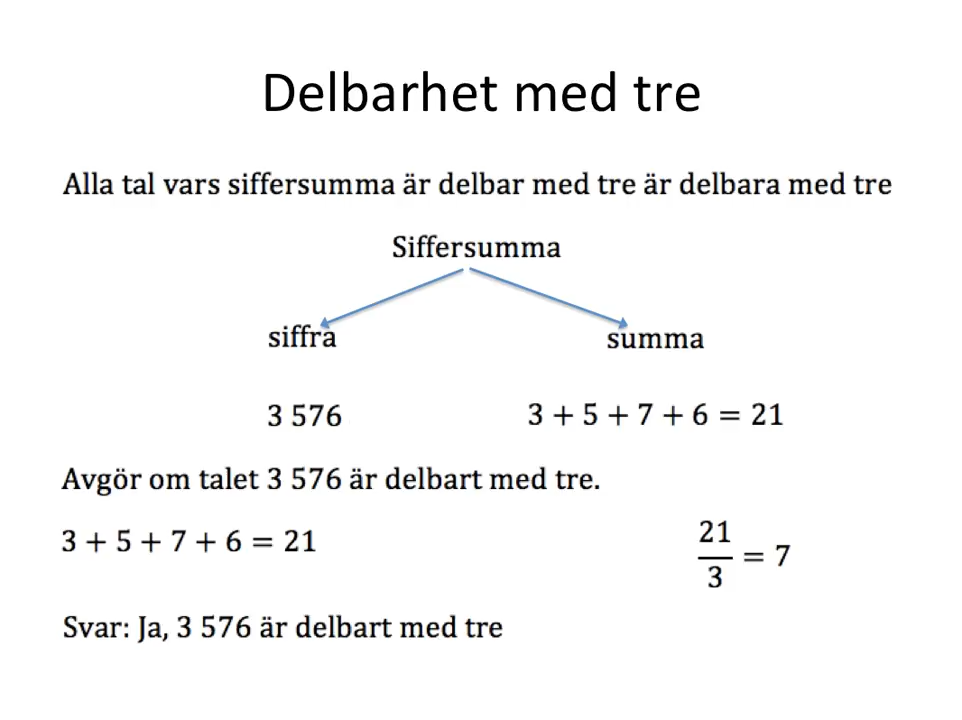 Delbarhet med tre
Alla tal vars siffersumma är delbar med tre är delbara med tre
Siffersumma
siffra summa
3 576 3 + 5 + 7 + 6 = 21
Avgör om talet 3 576 är delbart med tre.
3 + 5 + 7 + 6 = 21 21/3 = 7
Svar: Ja, 3 576 är delbart med tre